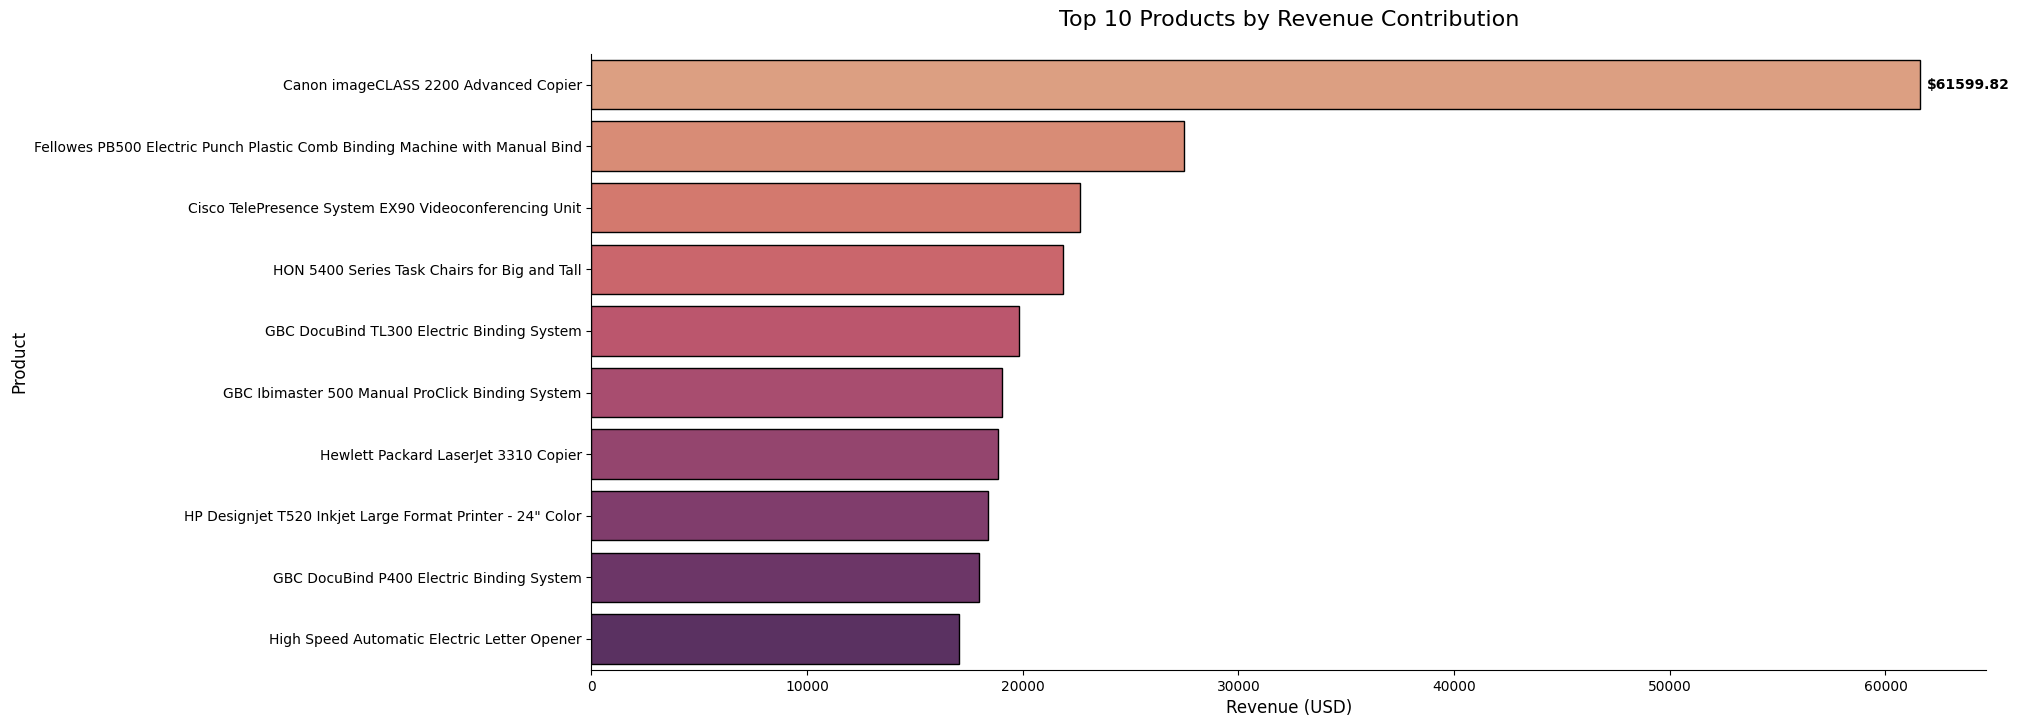 Top 10 Products by Revenue Contribution
Canon imageCLASS 2200 Advanced Copier
$61599.82
Fellowes PB500 Electric Punch Plastic Comb Binding Machine with Manual Bind
Cisco TelePresence System EX90 Videoconferencing Unit
HON 5400 Series Task Chairs for Big and Tall
GBC DocuBind TL300 Electric Binding System
GBC Ibimaster 500 Manual ProClick Binding System
Hewlett Packard LaserJet 3310 Copier
HP Designjet T520 Inkjet Large Format Printer - 24" Color
GBC DocuBind P400 Electric Binding System
High Speed Automatic Electric Letter Opener
Product
0 10000 20000 30000 40000 50000 60000
Revenue (USD)